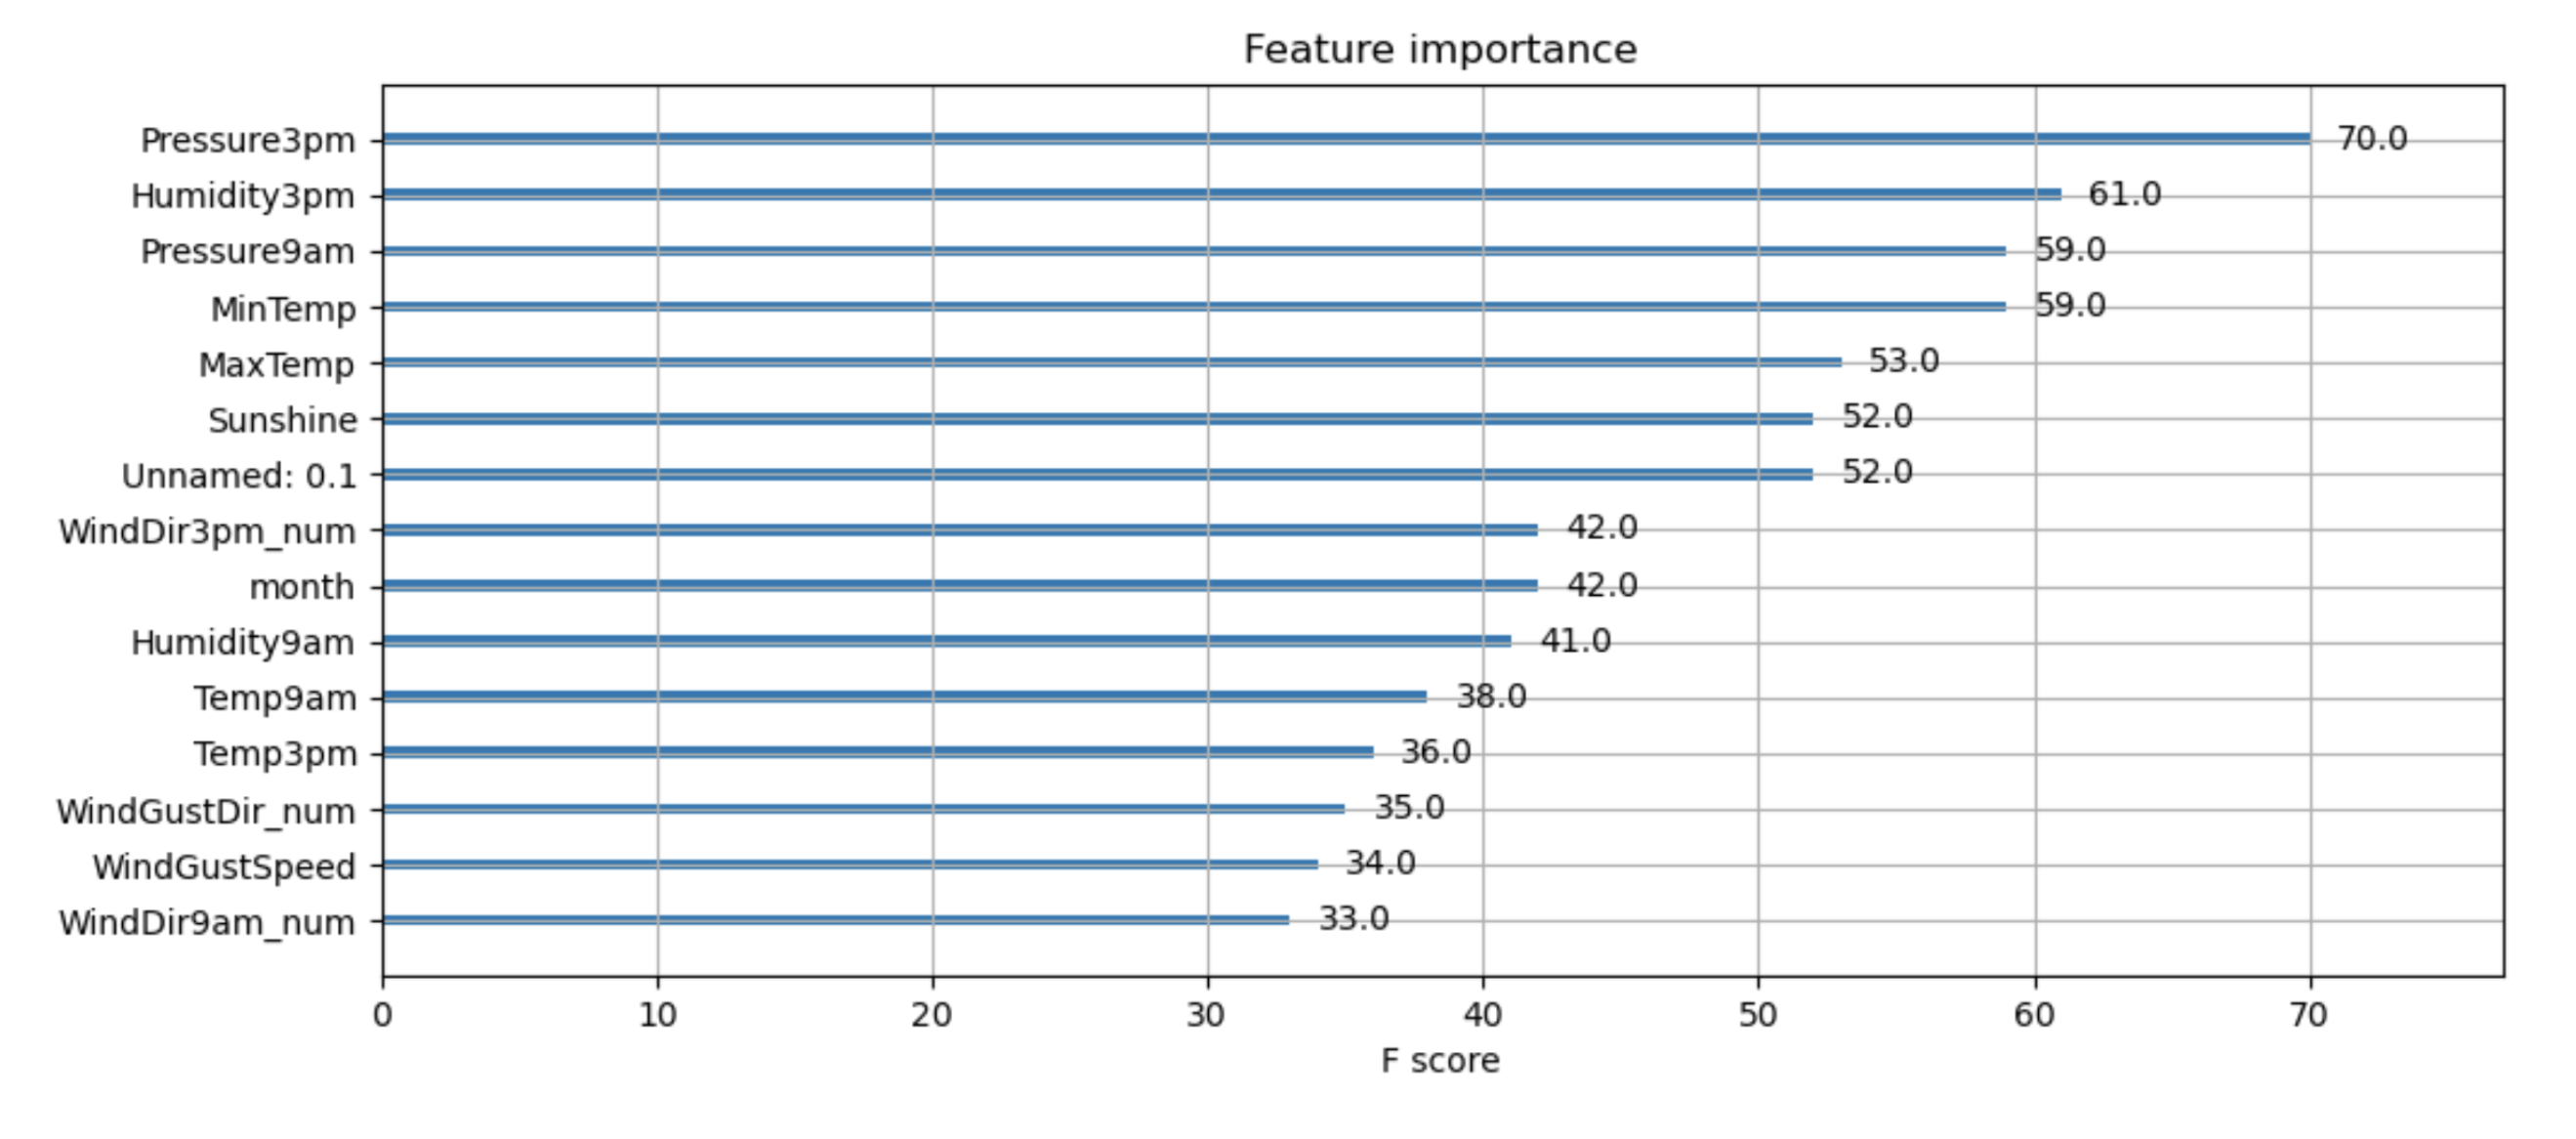 Feature importance
Pressure3pm 70.0
Humidity3pm 61.0
Pressure9am 59.0
MinTemp 59.0
MaxTemp 53.0
Sunshine 52.0
Unnamed: 0.1 52.0
WindDir3pm_num 42.0
month 42.0
Humidity9am 41.0
Temp9am 38.0
Temp3pm 36.0
WindGustDir_num 35.0
WindGustSpeed 34.0
WindDir9am_num 33.0
0 10 20 30 40 50 60 70
F score